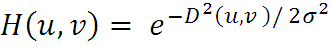 H(u, v) = e^{-D^2(u,v)/2σ^2}